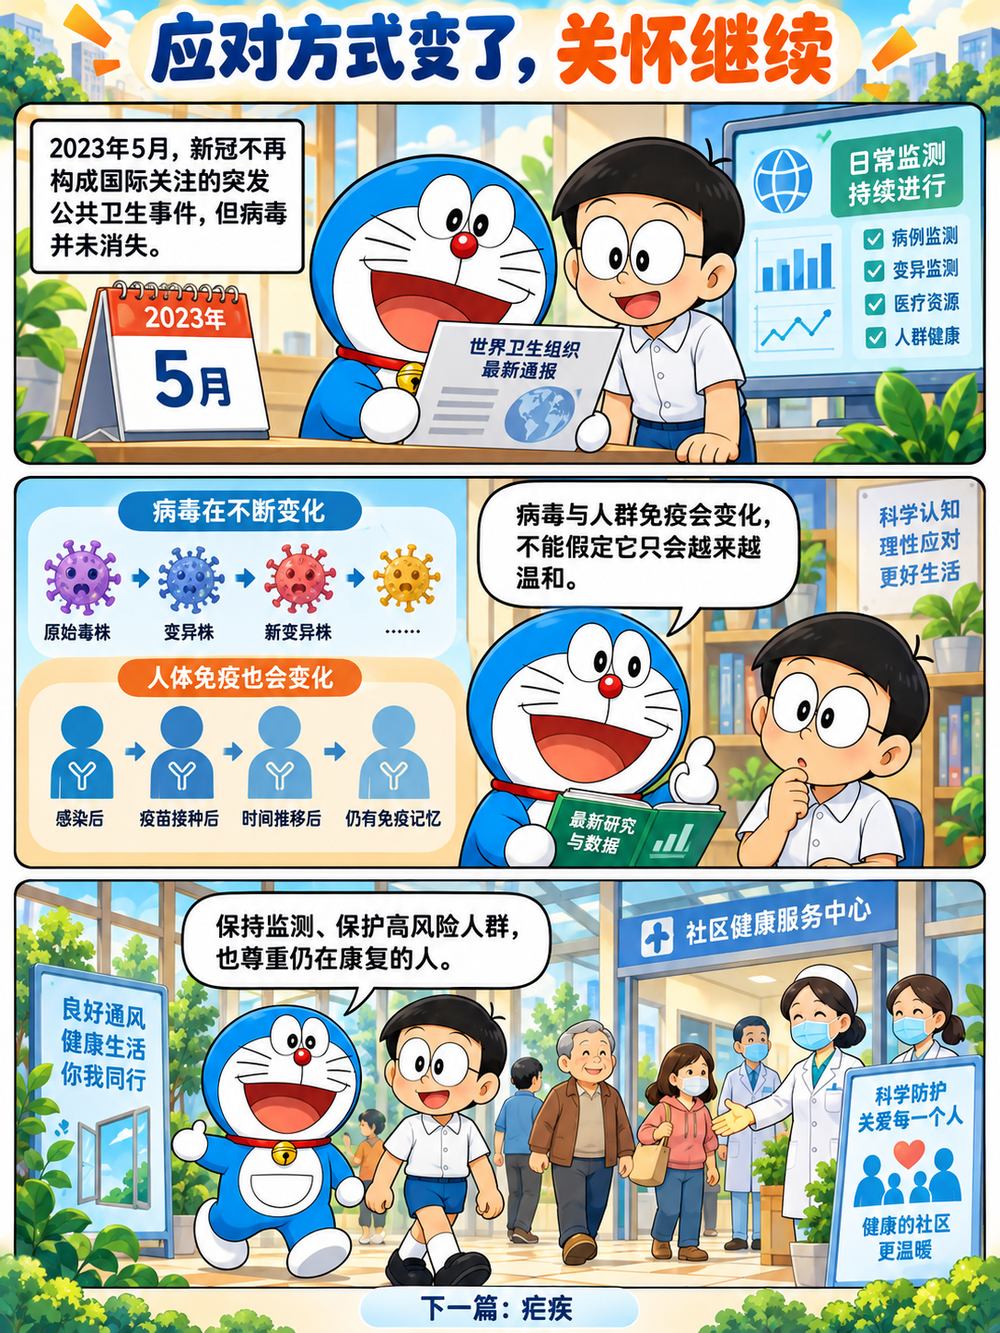 应对方式变了，关怀继续
2023年5月，新冠不再
构成国际关注的突发
公共卫生事件，但病毒
并未消失。
2023年
5月
世界卫生组织
最新通报
日常监测
持续进行
病例监测
变异监测
医疗资源
人群健康
病毒在不断变化
原始毒株
变异株
新变异株
……
人体免疫也会变化
感染后
疫苗接种后
时间推移后
仍有免疫记忆
病毒与人群免疫会变化，
不能假定它只会越来越
温和。
科学认知
理性应对
更好生活
最新研究
与数据
保持监测、保护高风险人群，
也尊重仍在康复的人。
良好通风
健康生活
你我同行
社区健康服务中心
科学防护
关爱每一个人
健康的社区
更温暖
下一篇：疟疾